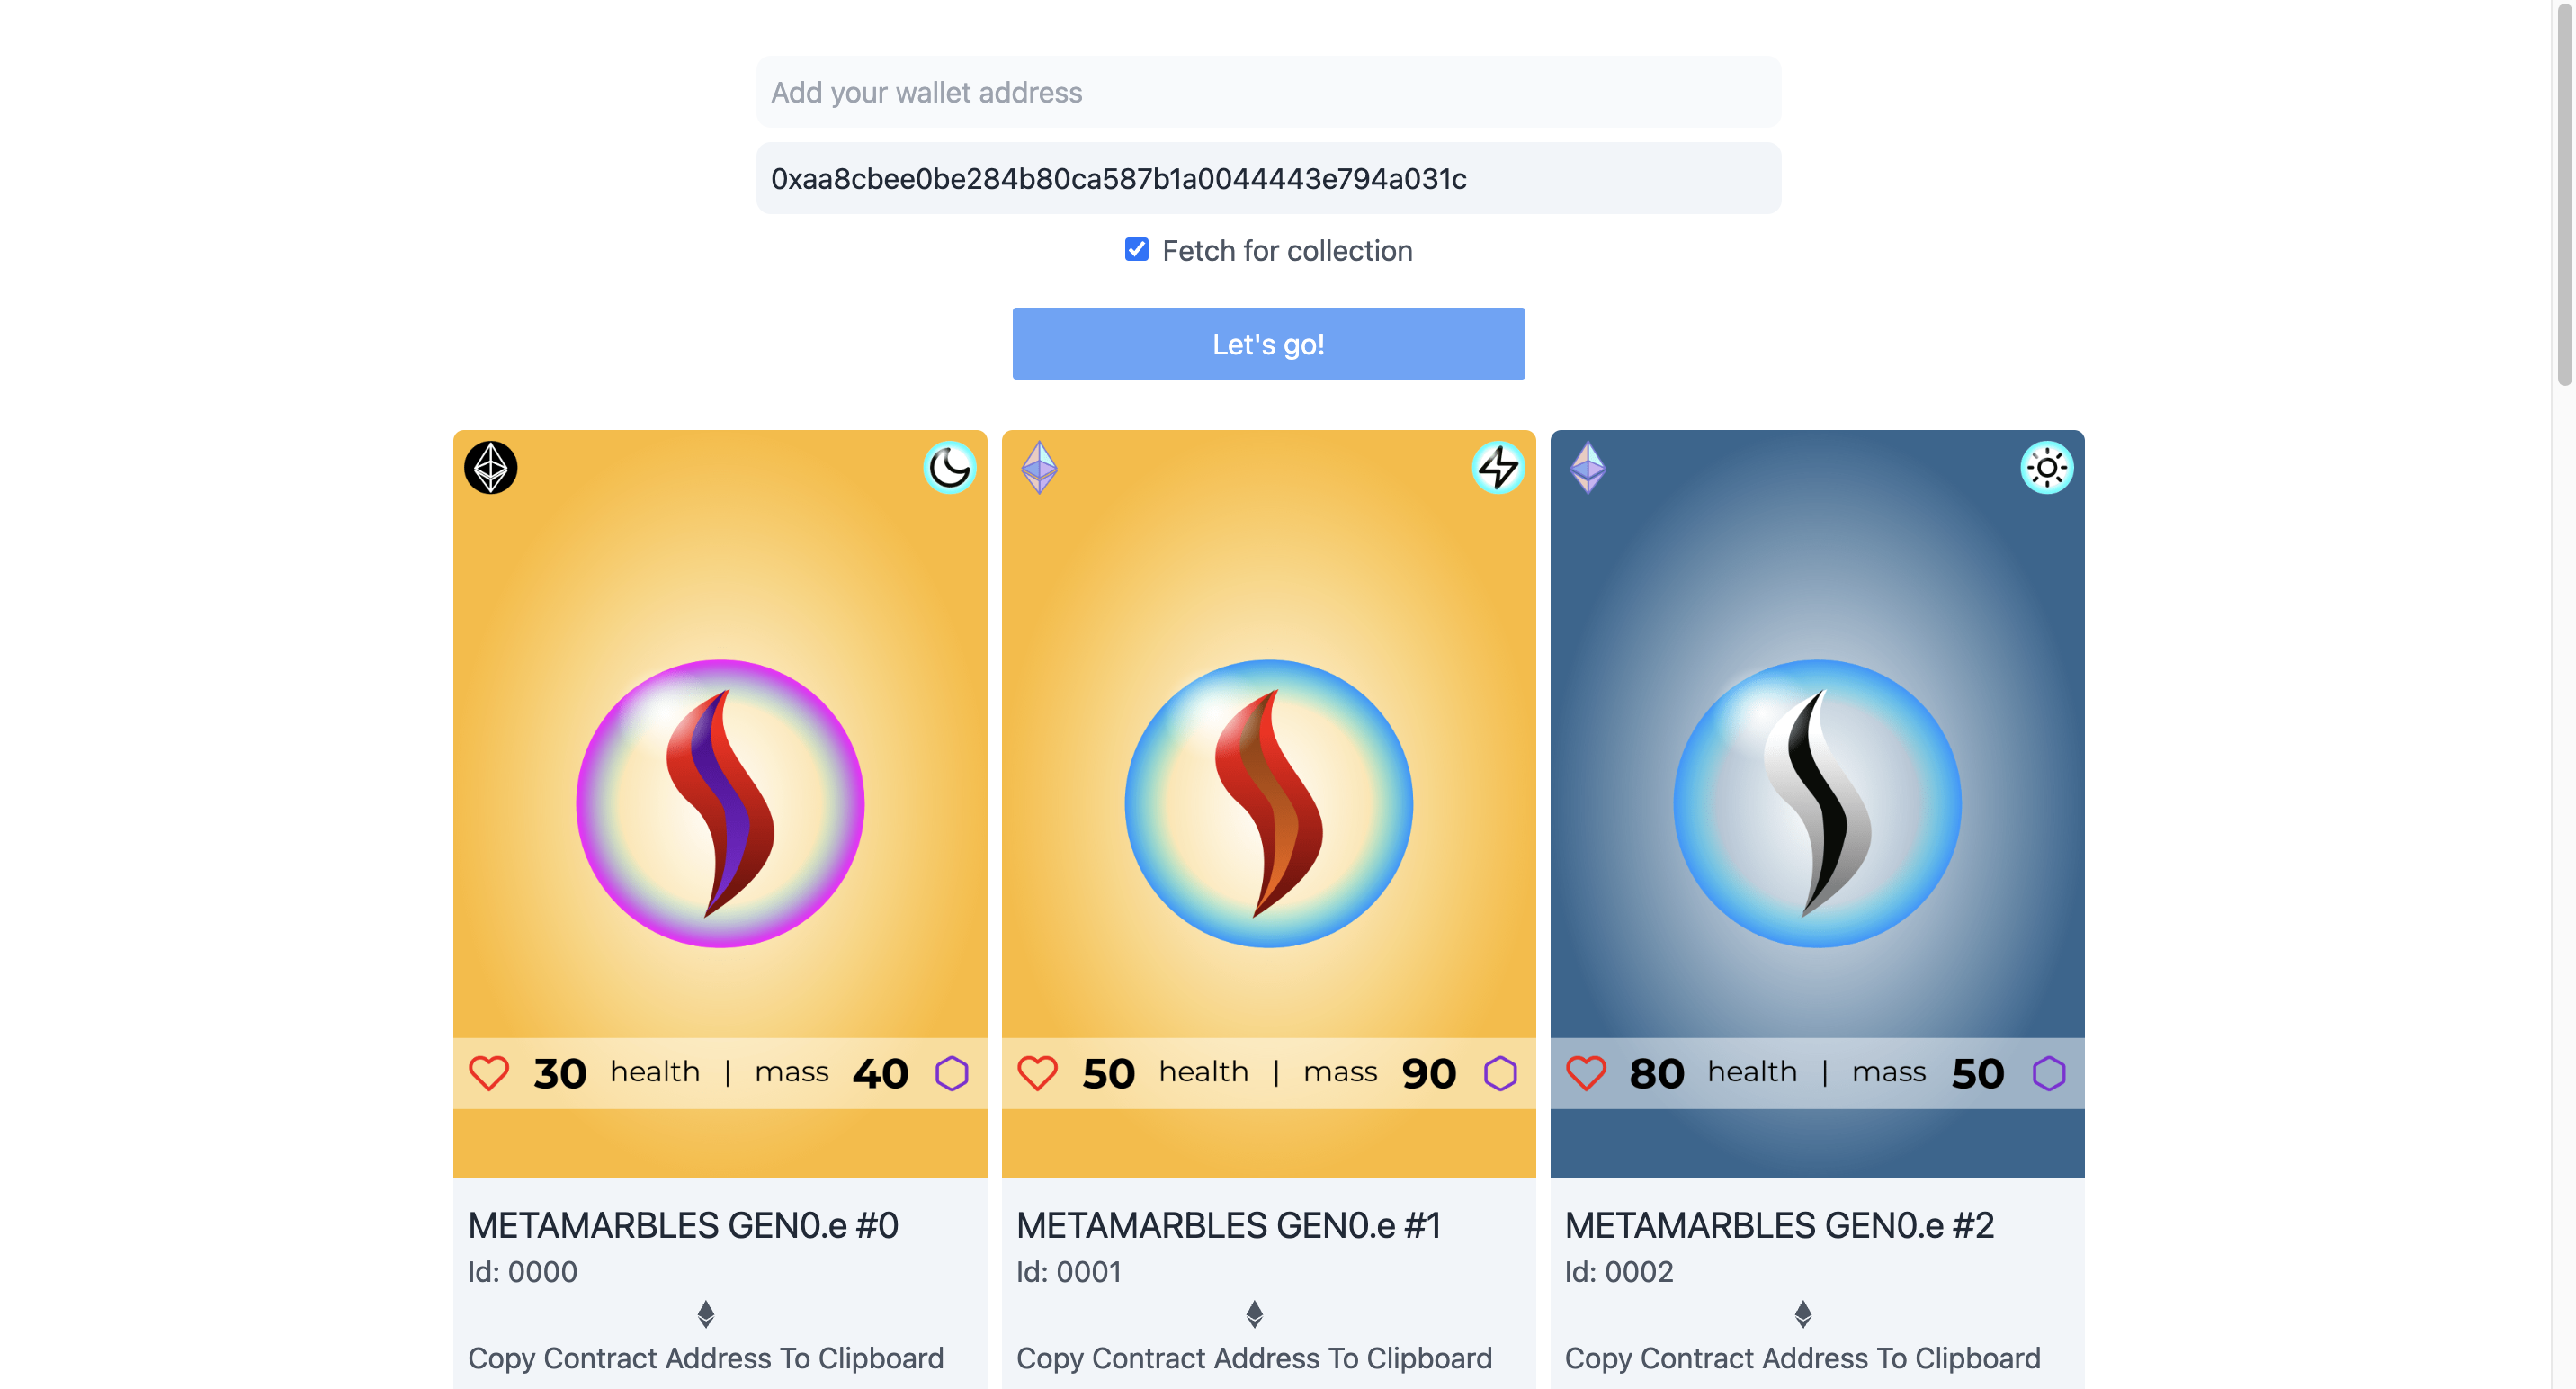 Add your wallet address
0xaa8cbee0be284b80ca587b1a0044443e794a031c
Fetch for collection
Let's go!
30 health | mass 40
50 health | mass 90
80 health | mass 50
METAMARBLES GEN0.e #0
Id: 0000
Copy Contract Address To Clipboard
METAMARBLES GEN0.e #1
Id: 0001
Copy Contract Address To Clipboard
METAMARBLES GEN0.e #2
Id: 0002
Copy Contract Address To Clipboard